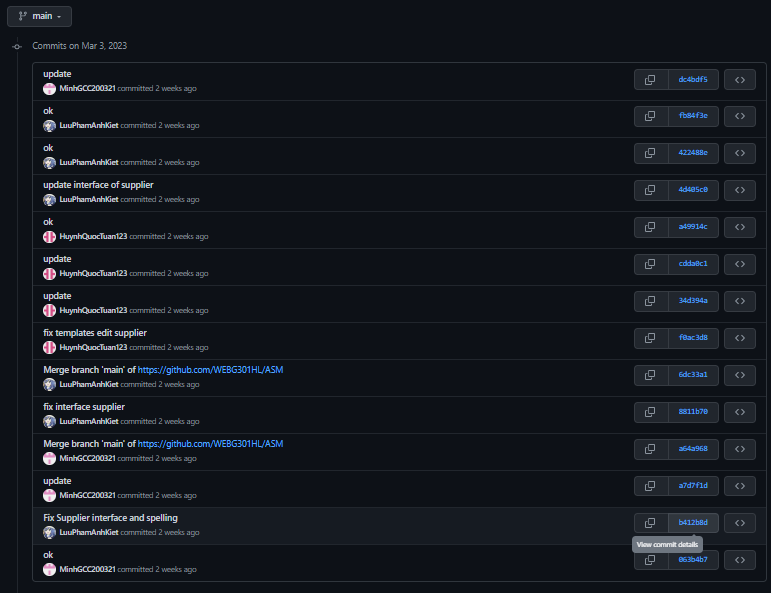 main
Commits on Mar 3, 2023
update
MinhGCC200321 committed 2 weeks ago
dc4bdf5
ok
LuuPhamAnhKiet committed 2 weeks ago
fb84f3e
ok
LuuPhamAnhKiet committed 2 weeks ago
422488e
update interface of supplier
LuuPhamAnhKiet committed 2 weeks ago
4d405c0
ok
HuynhQuocTuan123 committed 2 weeks ago
a49914c
update
HuynhQuocTuan123 committed 2 weeks ago
cdda0c1
update
HuynhQuocTuan123 committed 2 weeks ago
34d394a
fix templates edit supplier
HuynhQuocTuan123 committed 2 weeks ago
f0ac3d8
Merge branch 'main' of https://github.com/WEBG301HL/ASM
LuuPhamAnhKiet committed 2 weeks ago
6dc33a1
fix interface supplier
LuuPhamAnhKiet committed 2 weeks ago
8811b70
Merge branch 'main' of https://github.com/WEBG301HL/ASM
MinhGCC200321 committed 2 weeks ago
a64a968
update
MinhGCC200321 committed 2 weeks ago
a7d7f1d
Fix Supplier interface and spelling
LuuPhamAnhKiet committed 2 weeks ago
b412b8d
View commit details
ok
MinhGCC200321 committed 2 weeks ago
063b4b7